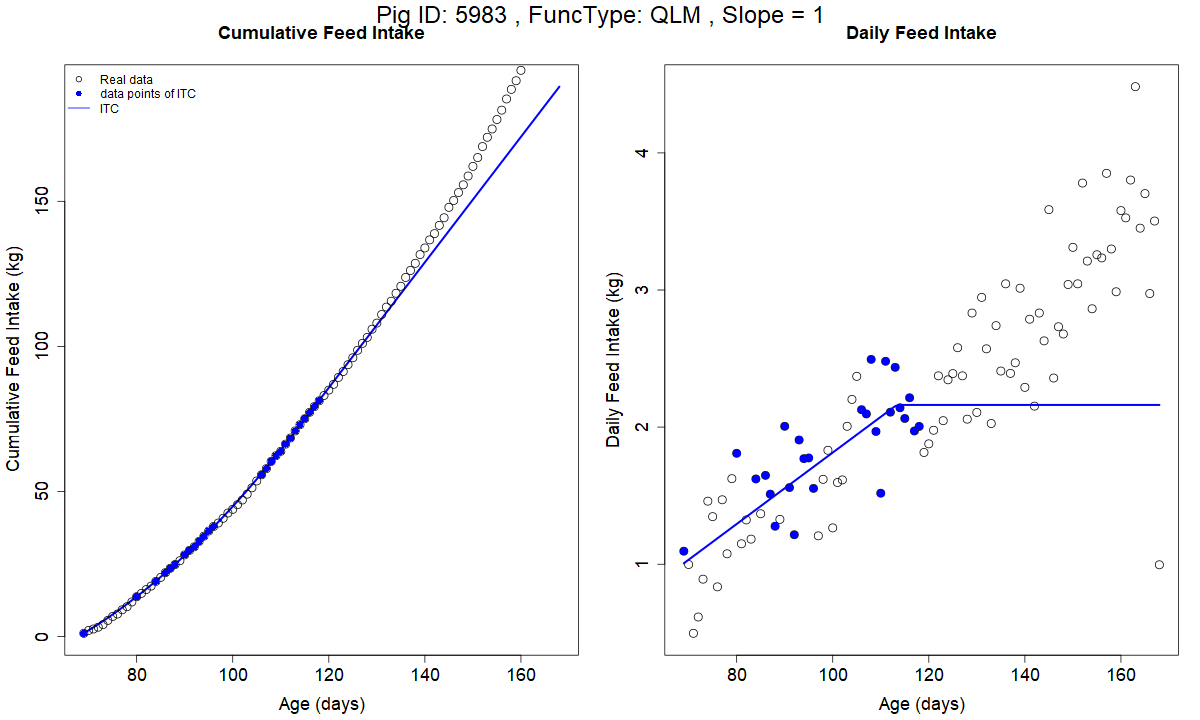 Pig ID: 5983 , FuncType: QLM , Slope = 1
Cumulative Feed Intake
Daily Feed Intake
Real data
data points of ITC
ITC
Cumulative Feed Intake (kg)
0
50
100
150
80
100
120
140
160
Age (days)
Daily Feed Intake (kg)
1
2
3
4
80
100
120
140
160
Age (days)